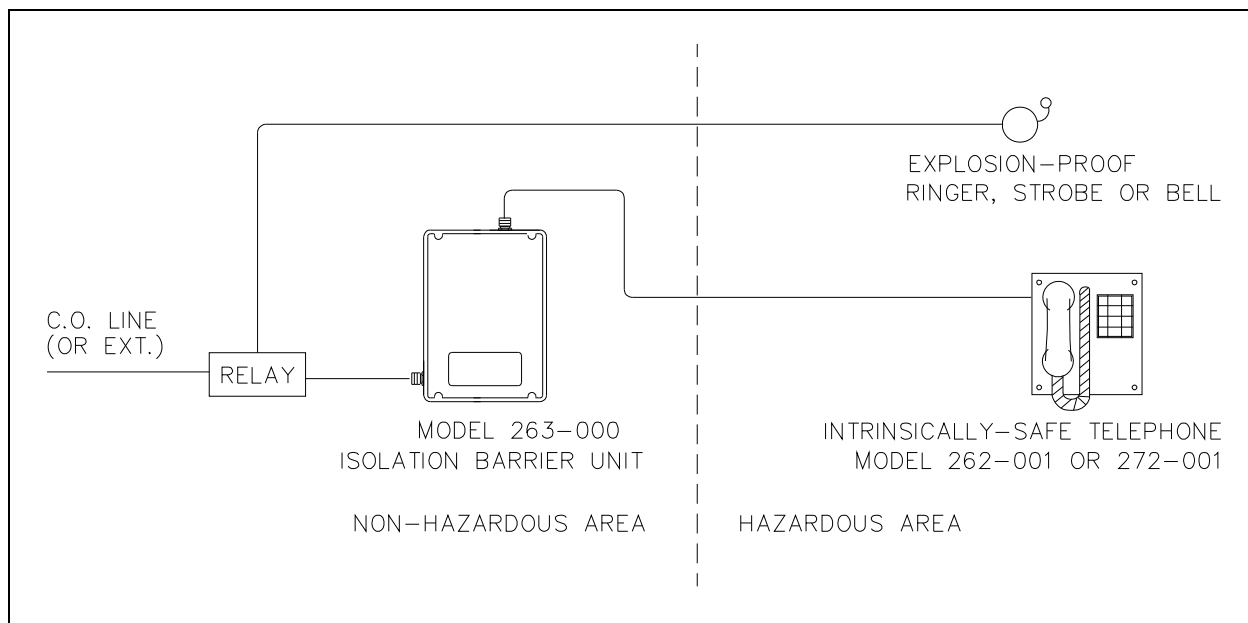 EXPLOSION-PROOF
RINGER, STROBE OR BELL
C.O. LINE
(OR EXT.)
RELAY
MODEL 263-000
ISOLATION BARRIER UNIT
INTRINSICALLY-SAFE TELEPHONE
MODEL 262-001 OR 272-001
NON-HAZARDOUS AREA
HAZARDOUS AREA